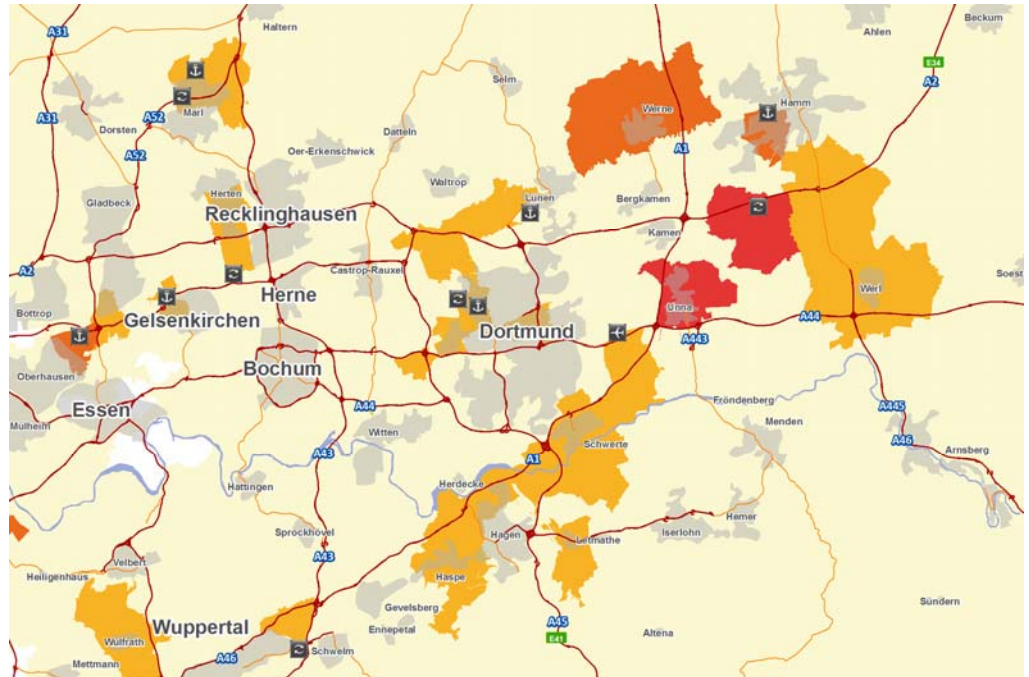 A31
Haltern
Beckum
Ahlen
E34
A2
Selm
A52
Marl
A31
Dorsten
Werne
Hamm
Datteln
A52
Oer-Erkenschwick
A1
Waltrop
Herten
Gladbeck
Lünen
Bergkamen
Recklinghausen
Kamen
A2
Castrop-Rauxel
Soest
Werl
Herne
Unna
Bottrop
Gelsenkirchen
Dortmund
A44
A443
Oberhausen
Bochum
Essen
A44
Fröndenberg
A445
Mülheim
Witten
Menden
A46
Schwerte
Arnsberg
A43
A1
Herdecke
Hattingen
Hemer
Sprockhövel
Hagen
Letmathe
Iserlohn
A43
Velbert
Heiligenhaus
Haspe
Sündern
Gevelsberg
A45
Wuppertal
Ennepetal
Altena
E41
Wülfrath
Schwelm
A46
Mettmann